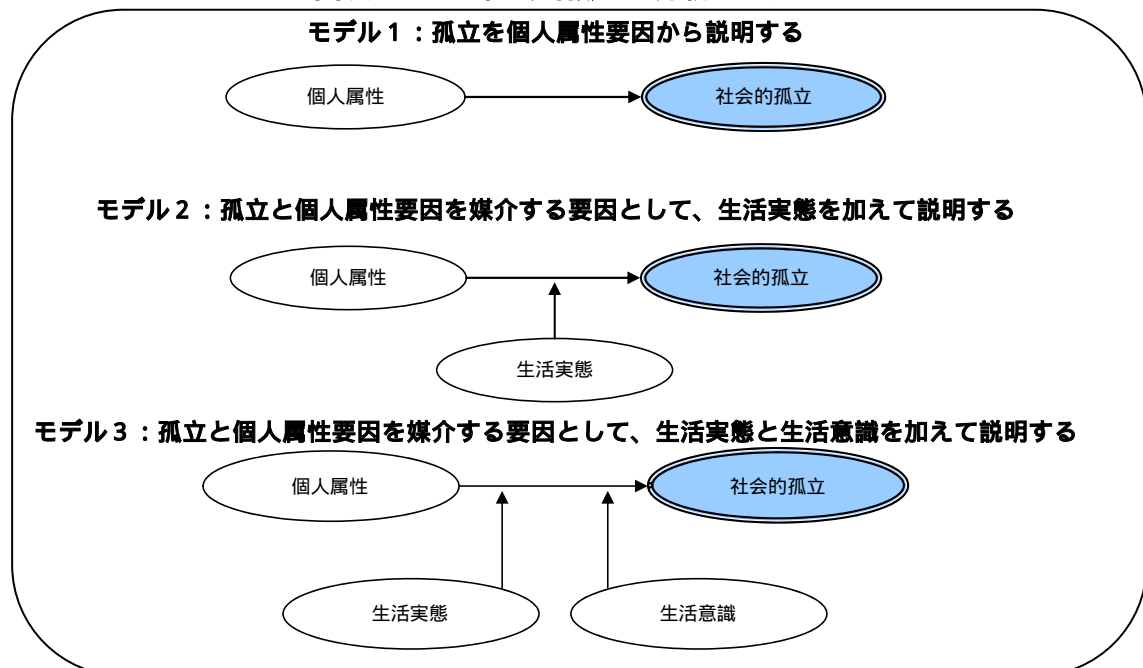 モデル１：孤立を個人属性要因から説明する
個人属性
社会的孤立
モデル２：孤立と個人属性要因を媒介する要因として、生活実態を加えて説明する
個人属性
社会的孤立
生活実態
モデル３：孤立と個人属性要因を媒介する要因として、生活実態と生活意識を加えて説明する
個人属性
社会的孤立
生活実態
生活意識